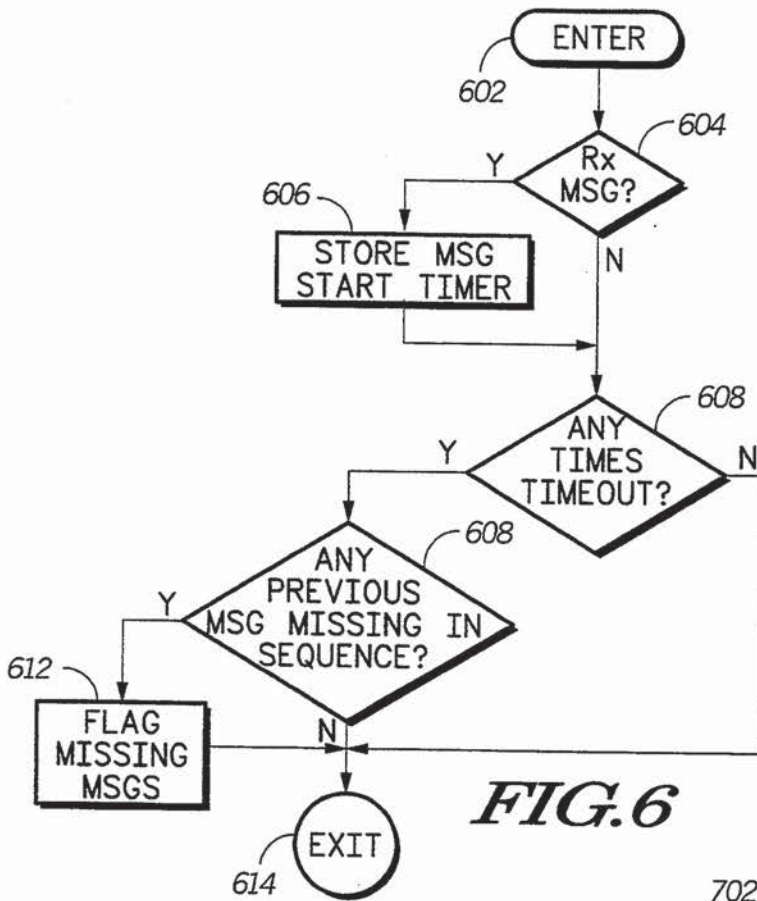 ENTER
602
604
Rx
MSG?
Y
606
STORE MSG
START TIMER
N
608
ANY
TIMES
TIMEOUT?
Y
N
608
ANY
PREVIOUS
MSG MISSING IN
SEQUENCE?
Y
612
FLAG
MISSING
MSGS
N
FIG.6
EXIT
614
702